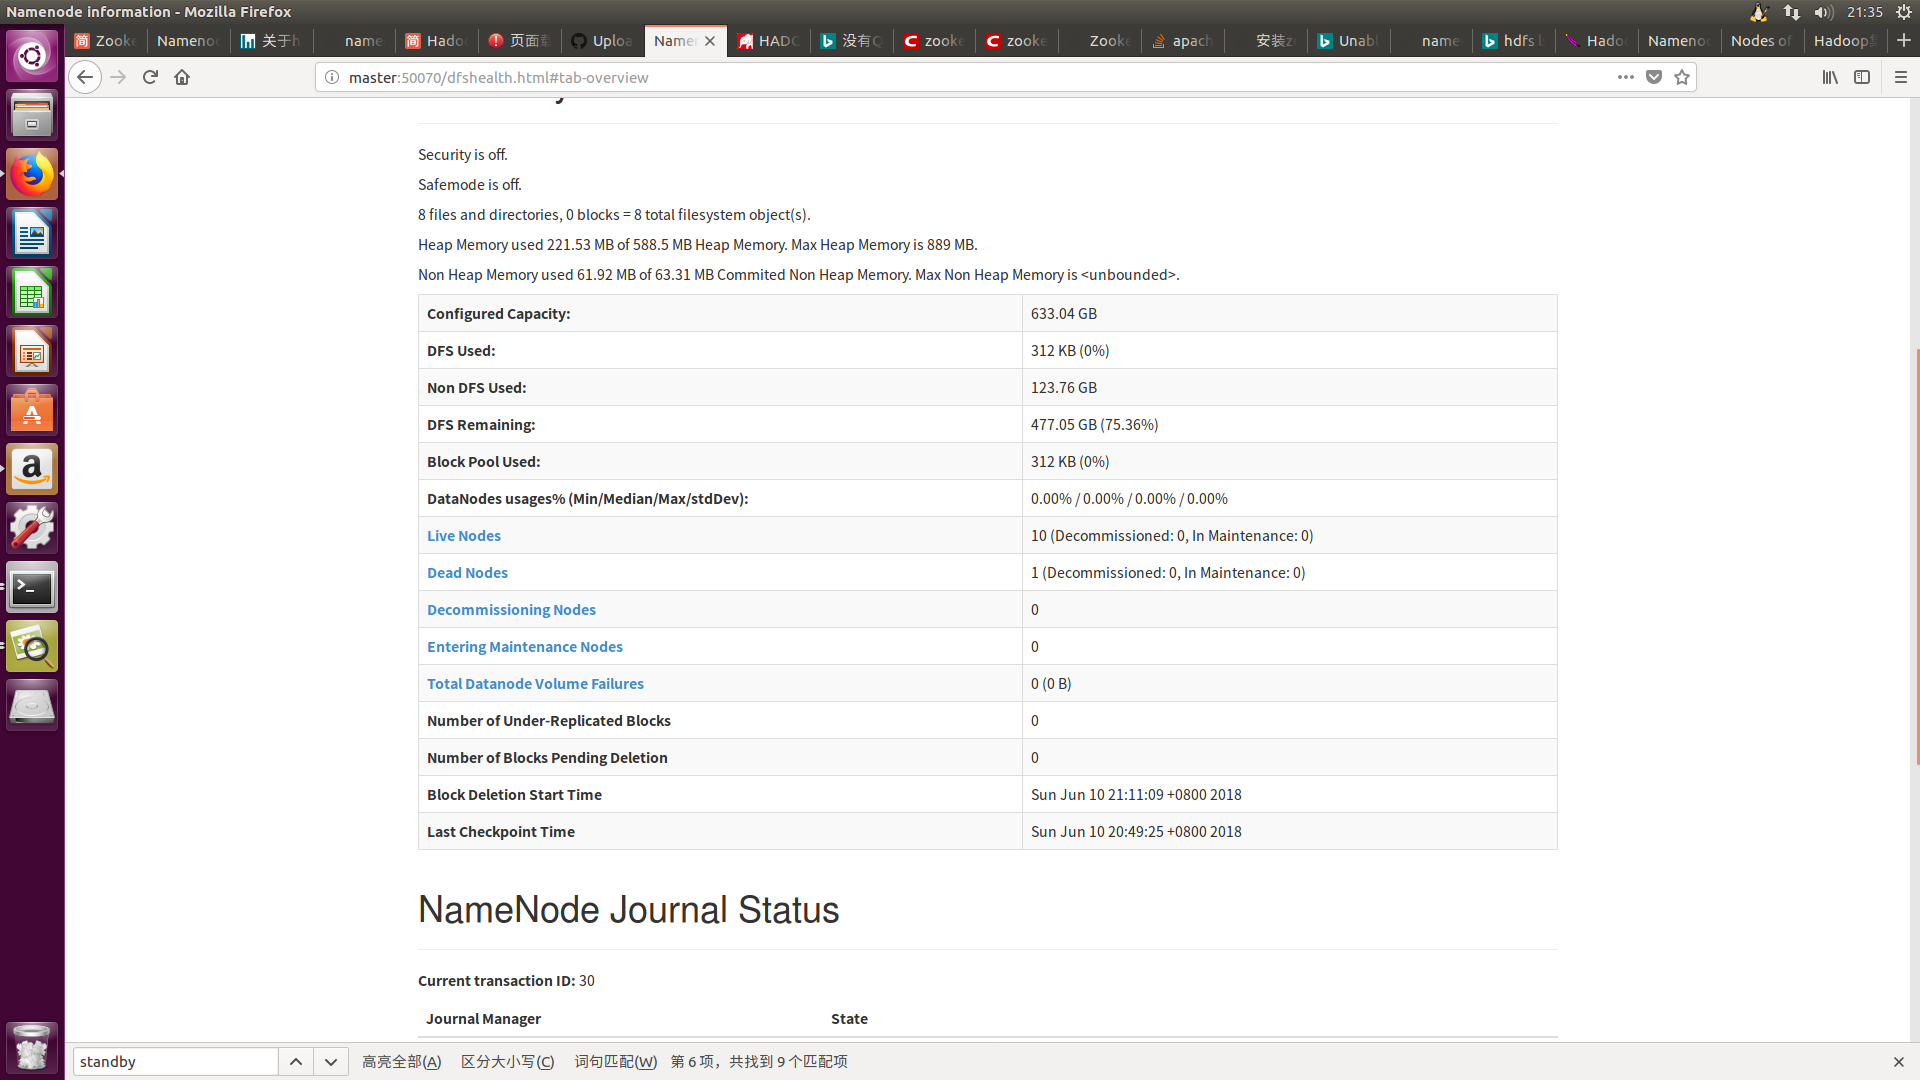 Namenode information - Mozilla Firefox
21:35
简 Zooke
Nameno
关于h
name
简 Hado
页面载
Uploa
Namen
HADO
没有Q
zooke
zooke
Zooke
apach
安装z
Unabl
name
hdfs
Hado
Nameno
Nodes of
Hadoop
master:50070/dfshealth.html#tab-overview
Security is off.
Safemode is off.
8 files and directories, 0 blocks = 8 total filesystem object(s).
Heap Memory used 221.53 MB of 588.5 MB Heap Memory. Max Heap Memory is 889 MB.
Non Heap Memory used 61.92 MB of 63.31 MB Commited Non Heap Memory. Max Non Heap Memory is <unbounded>.
Configured Capacity: 633.04 GB
DFS Used: 312 KB (0%)
Non DFS Used: 123.76 GB
DFS Remaining: 477.05 GB (75.36%)
Block Pool Used: 312 KB (0%)
DataNodes usages% (Min/Median/Max/stdDev): 0.00% / 0.00% / 0.00% / 0.00%
Live Nodes 10 (Decommissioned: 0, In Maintenance: 0)
Dead Nodes 1 (Decommissioned: 0, In Maintenance: 0)
Decommissioning Nodes 0
Entering Maintenance Nodes 0
Total Datanode Volume Failures 0 (0 B)
Number of Under-Replicated Blocks 0
Number of Blocks Pending Deletion 0
Block Deletion Start Time Sun Jun 10 21:11:09 +0800 2018
Last Checkpoint Time Sun Jun 10 20:49:25 +0800 2018
NameNode Journal Status
Current transaction ID: 30
Journal Manager State
standby 高亮全部(A) 区分大小写(C) 词句匹配(W) 第 6 项，共找到 9 个匹配项